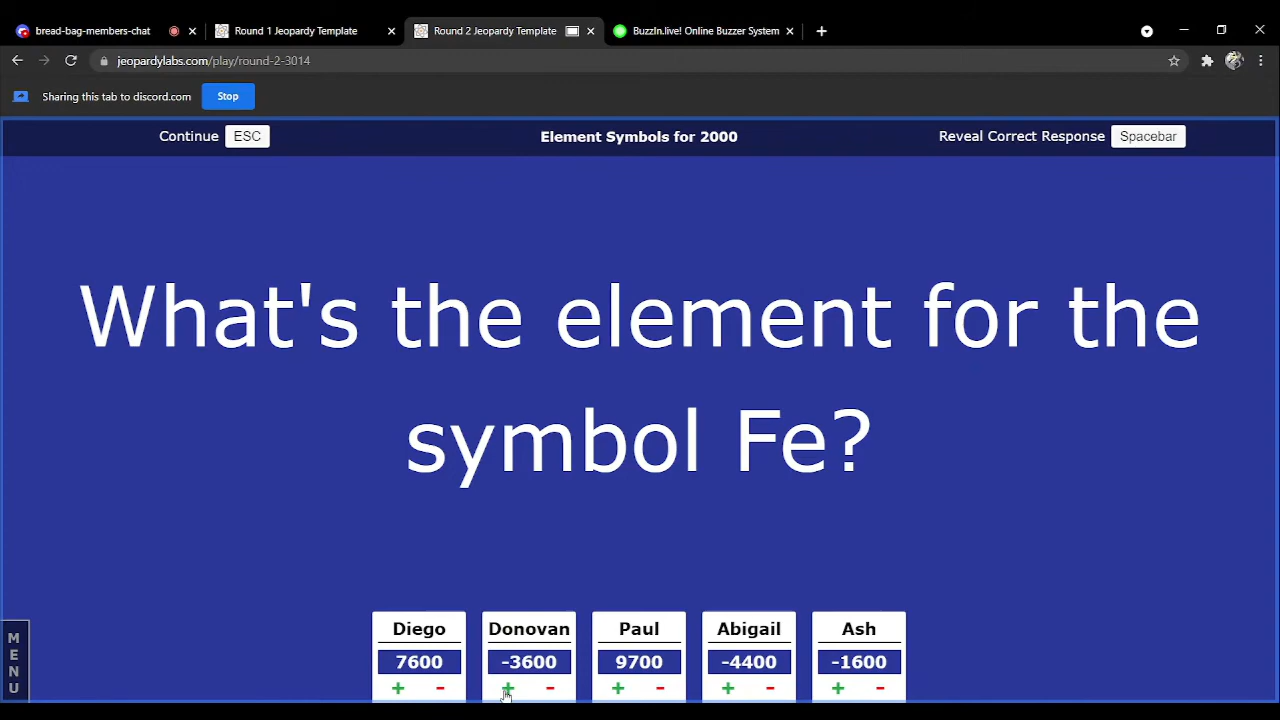 bread-bag-members-chat
Round 1 Jeopardy Template
Round 2 Jeopardy Template
BuzzIn.live! Online Buzzer System
jeopardylabs.com/play/round-2-3014
Sharing this tab to discord.com
Stop
Continue ESC
Element Symbols for 2000
Reveal Correct Response Spacebar
What's the element for the
symbol Fe?
MENU
Diego
7600
+ -
Donovan
-3600
+ -
Paul
9700
+ -
Abigail
-4400
+ -
Ash
-1600
+ -